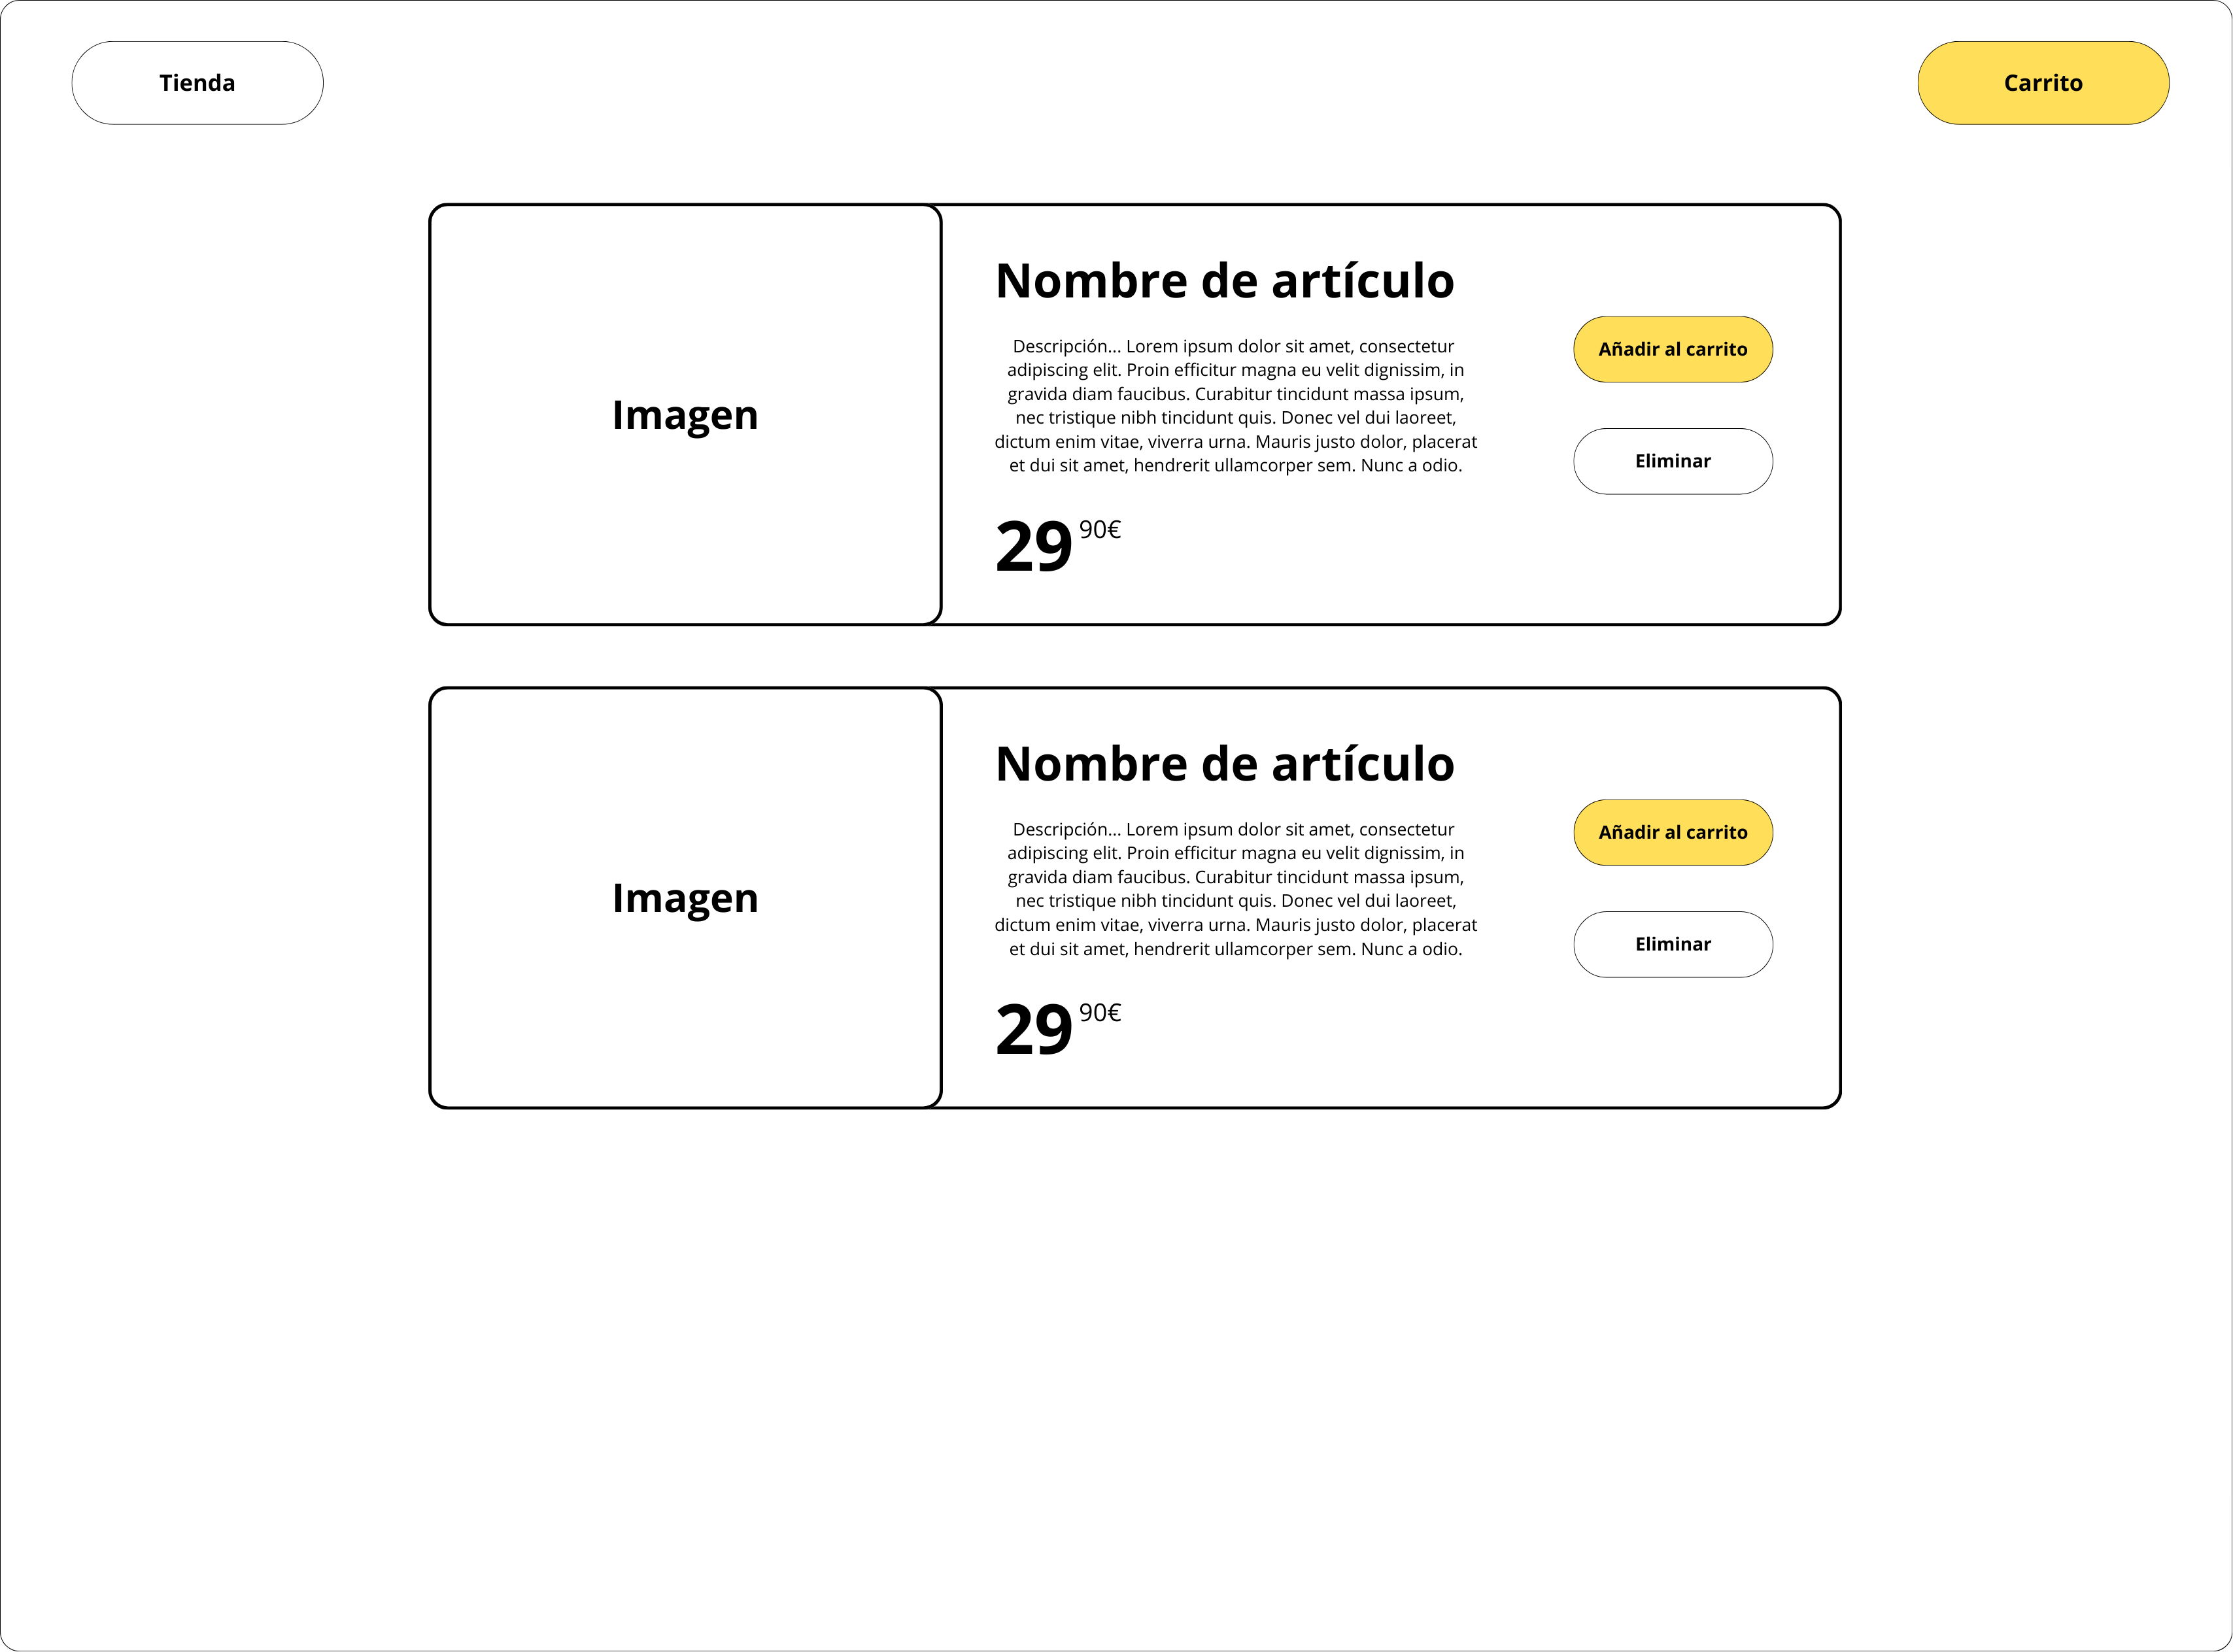 Tienda
Carrito
Imagen
Nombre de artículo
Descripción... Lorem ipsum dolor sit amet, consectetur
adipiscing elit. Proin efficitur magna eu velit dignissim, in
gravida diam faucibus. Curabitur tincidunt massa ipsum,
nec tristique nibh tincidunt quis. Donec vel dui laoreet,
dictum enim vitae, viverra urna. Mauris justo dolor, placerat
et dui sit amet, hendrerit ullamcorper sem. Nunc a odio.
29 90€
Añadir al carrito
Eliminar
Imagen
Nombre de artículo
Descripción... Lorem ipsum dolor sit amet, consectetur
adipiscing elit. Proin efficitur magna eu velit dignissim, in
gravida diam faucibus. Curabitur tincidunt massa ipsum,
nec tristique nibh tincidunt quis. Donec vel dui laoreet,
dictum enim vitae, viverra urna. Mauris justo dolor, placerat
et dui sit amet, hendrerit ullamcorper sem. Nunc a odio.
29 90€
Añadir al carrito
Eliminar